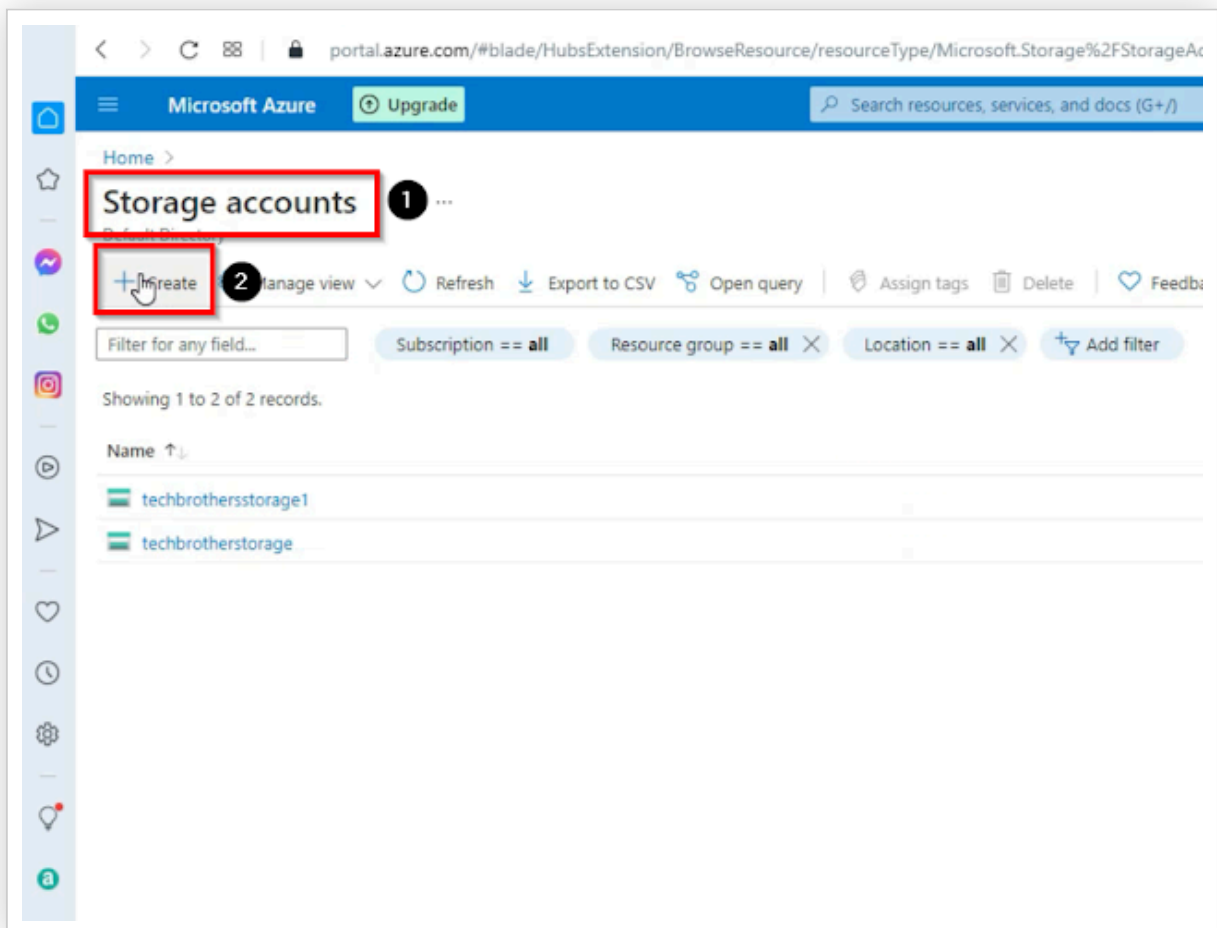 portal.azure.com/#blade/HubsExtension/BrowseResource/resourceType/Microsoft.Storage%2FStorageAc
Microsoft Azure Upgrade Search resources, services, and docs (G+/)
Home >
Storage accounts 1 ...
Default Directory
+ Create 2 Manage view Refresh Export to CSV Open query Assign tags Delete Feedba
Filter for any field... Subscription == all Resource group == all Location == all Add filter
Showing 1 to 2 of 2 records.
Name ↑↓
techbrothersstorage1
techbrotherstorage